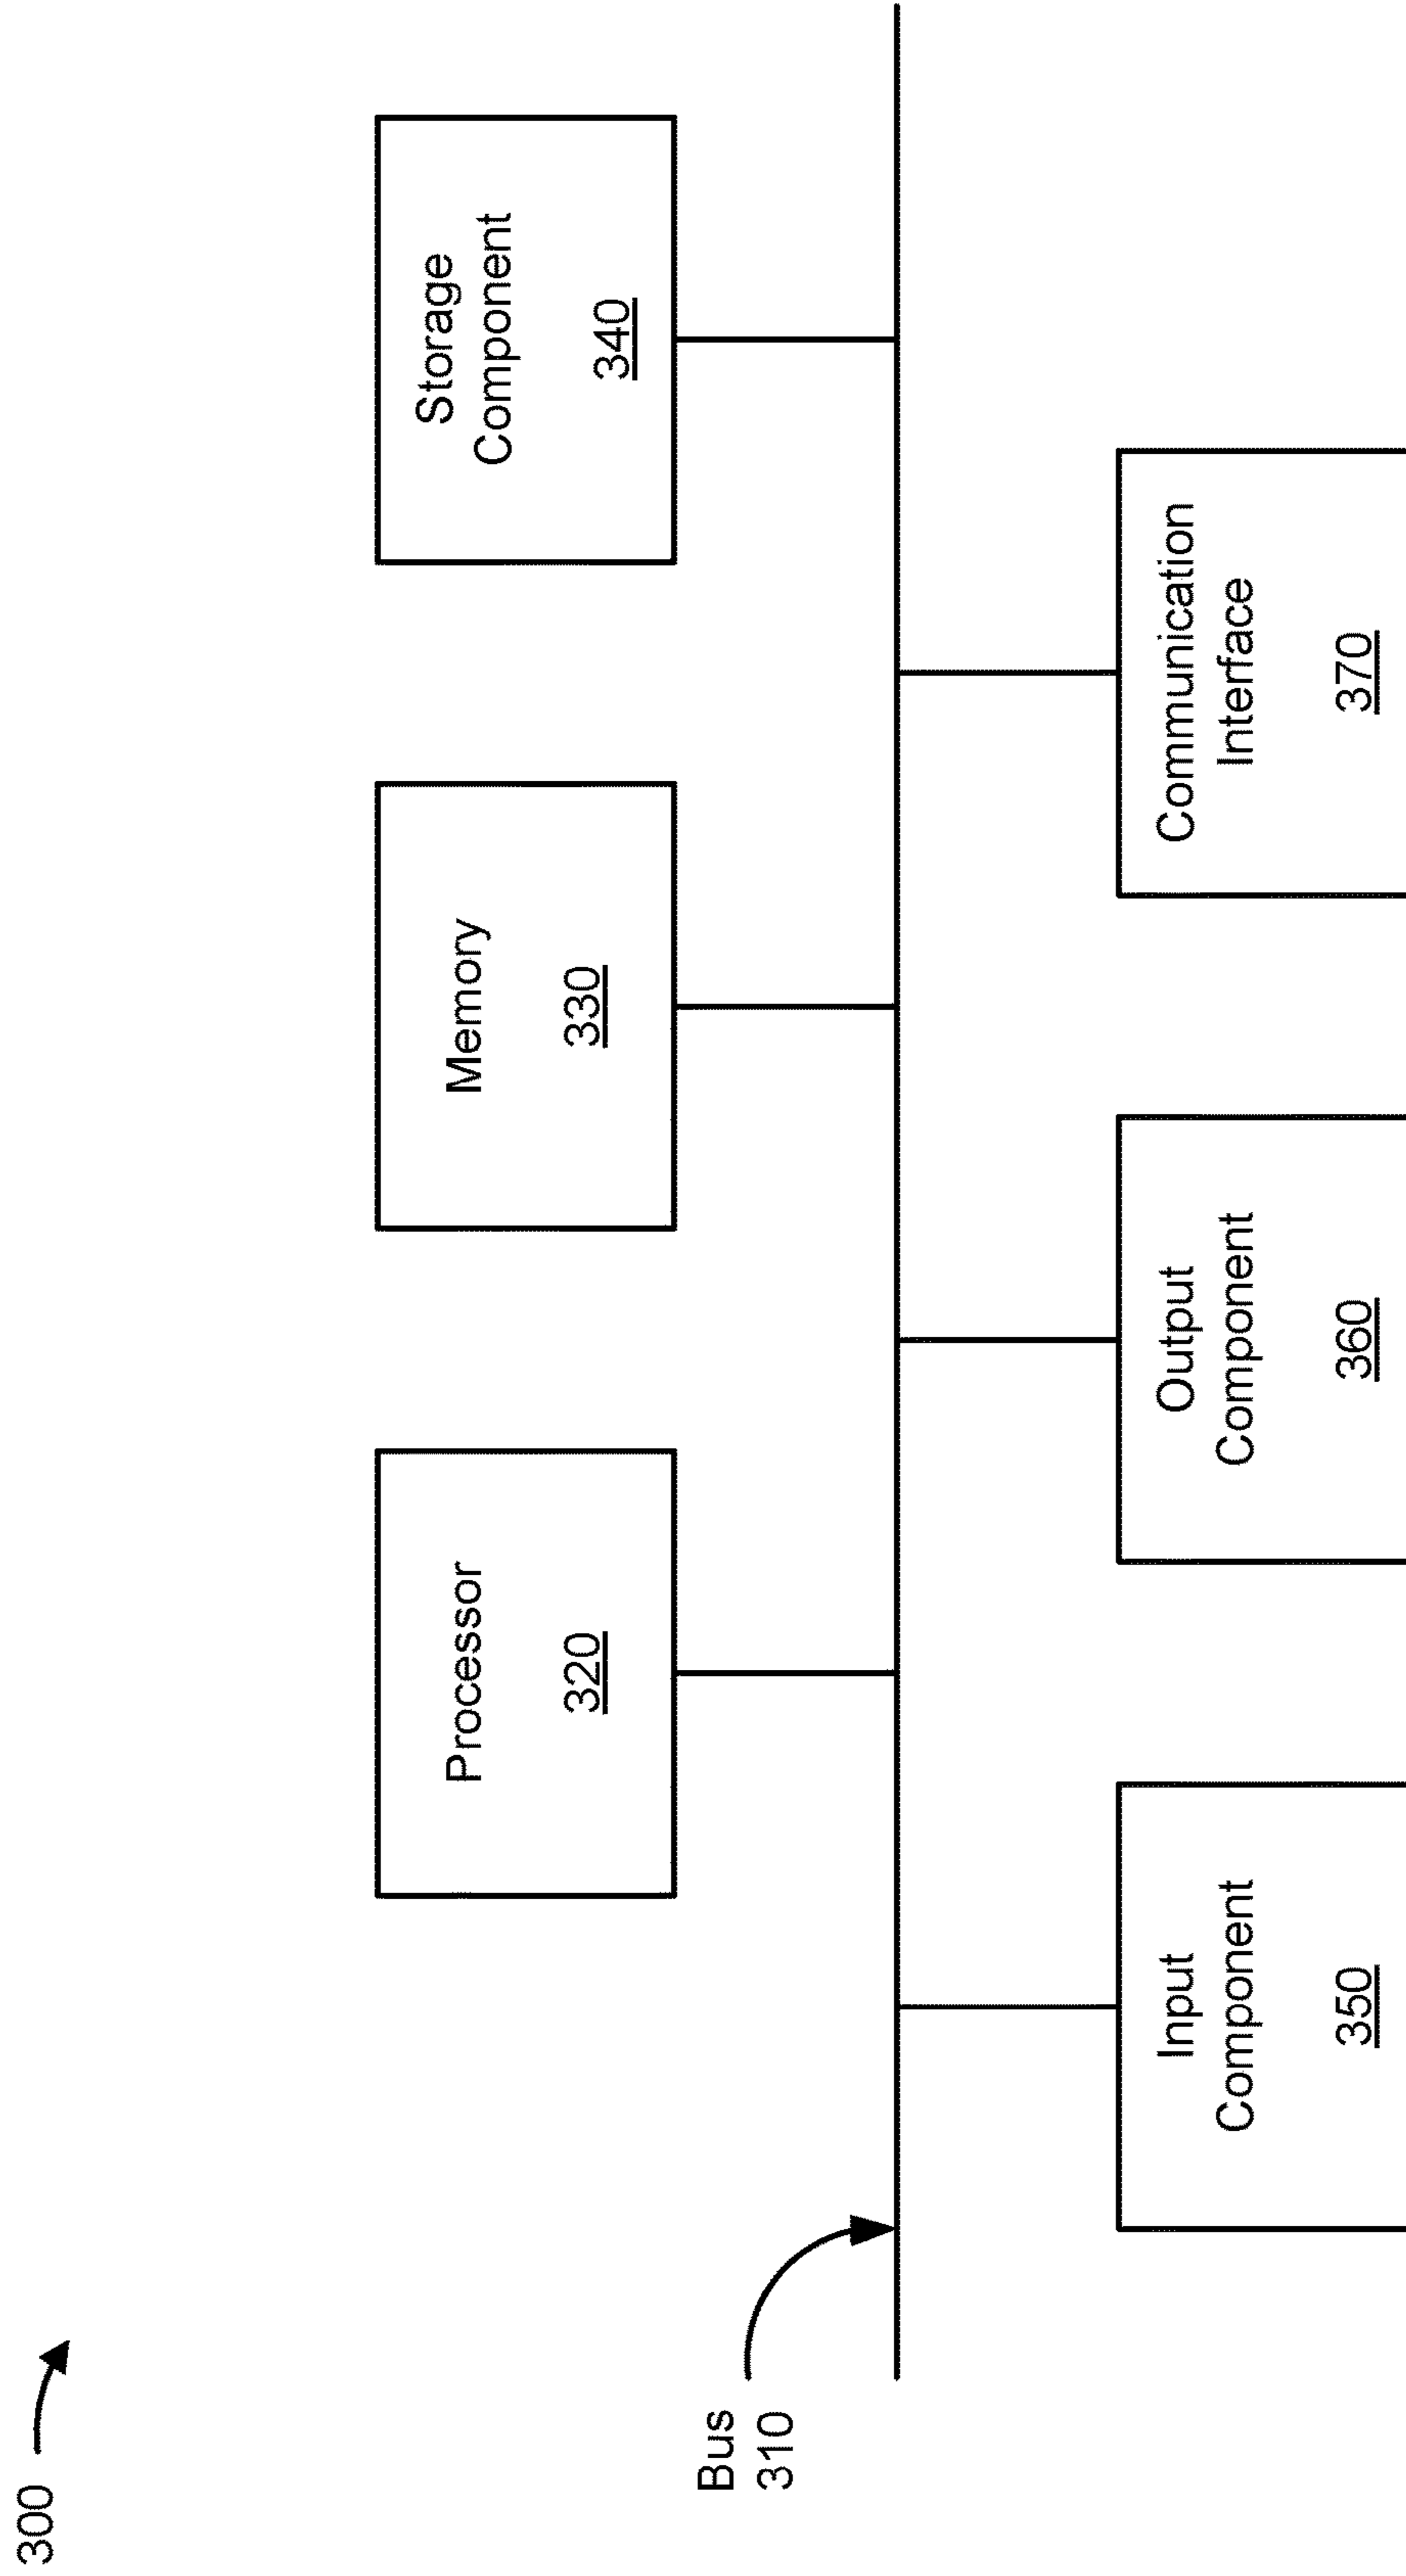 300
Processor
320
Memory
330
Storage
Component
340
Bus
310
Input
Component
350
Output
Component
360
Communication
Interface
370